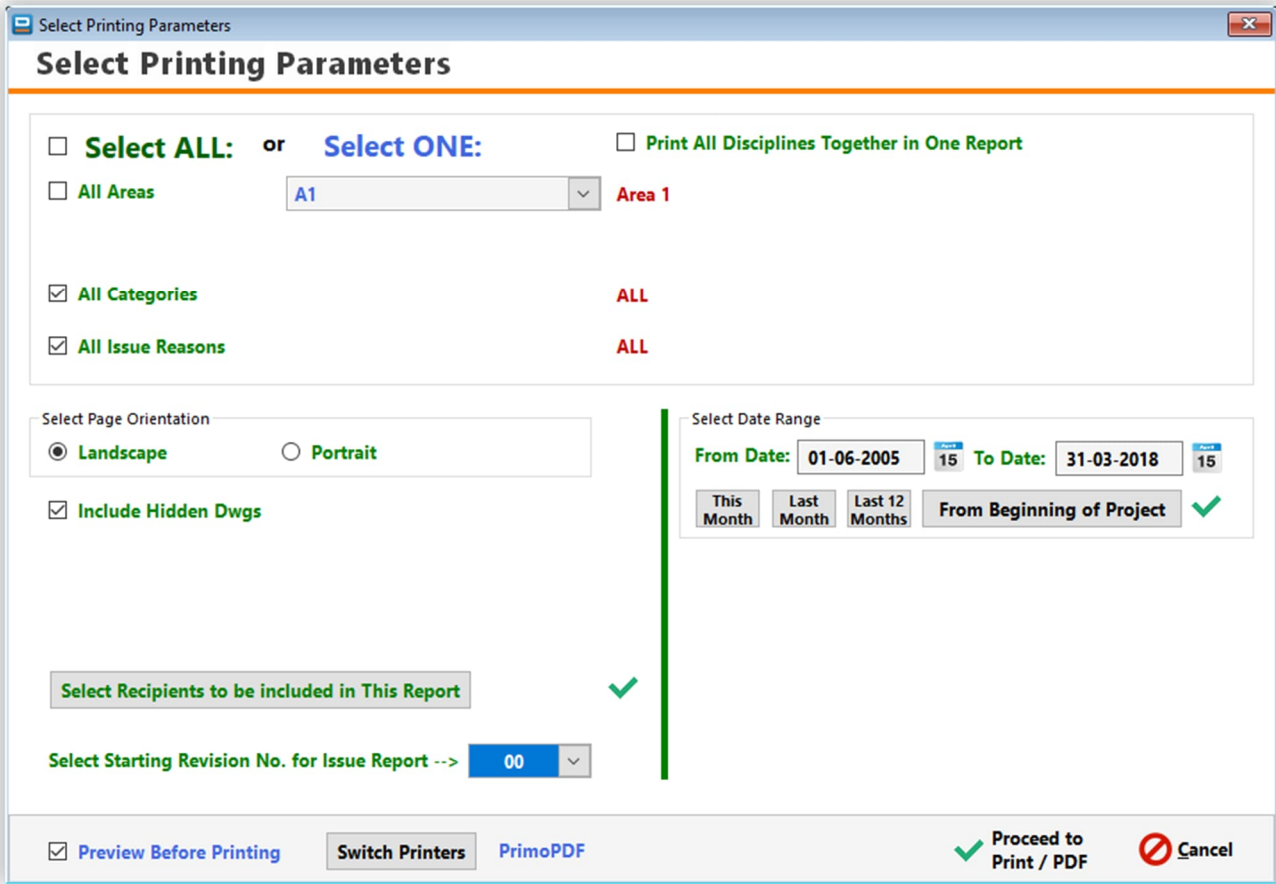 Select Printing Parameters
Select Printing Parameters
Select ALL: or Select ONE: Print All Disciplines Together in One Report
All Areas A1 Area 1
All Categories ALL
All Issue Reasons ALL
Select Page Orientation
Landscape Portrait
Include Hidden Dwgs
Select Recipients to be included in This Report
Select Starting Revision No. for Issue Report --> 00
Select Date Range
From Date: 01-06-2005 April 15 To Date: 31-03-2018 April 15
This Month Last Month Last 12 Months From Beginning of Project
Preview Before Printing Switch Printers PrimoPDF Proceed to Print / PDF Cancel